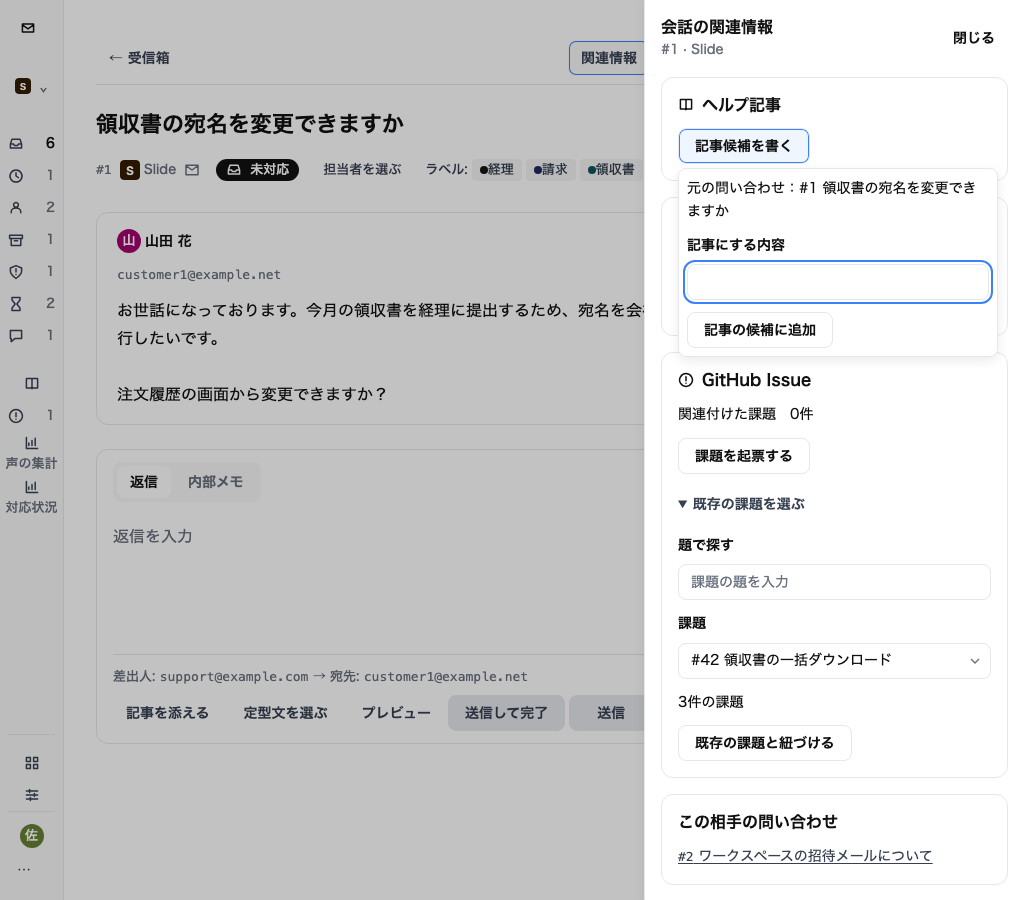 S
6
1
2
1
1
2
1
1
声の集計
対応状況
佐
…
← 受信箱
関連情報
領収書の宛名を変更できますか
#1 S Slide 未対応 担当者を選ぶ ラベル: 経理 請求 領収書
山 山田 花
customer1@example.net
お世話になっております。今月の領収書を経理に提出するため、宛名を会
行したいです。
注文履歴の画面から変更できますか？
返信 内部メモ
返信を入力
差出人: support@example.com → 宛先: customer1@example.net
記事を添える 定型文を選ぶ プレビュー 送信して完了 送信
会話の関連情報
#1 · Slide
閉じる
ヘルプ記事
記事候補を書く
元の問い合わせ：#1 領収書の宛名を変更でき
ますか
記事にする内容
記事の候補に追加
GitHub Issue
関連付けた課題 0件
課題を起票する
▼ 既存の課題を選ぶ
題で探す
課題の題を入力
課題
#42 領収書の一括ダウンロード
3件の課題
既存の課題と紐づける
この相手の問い合わせ
#2 ワークスペースの招待メールについて